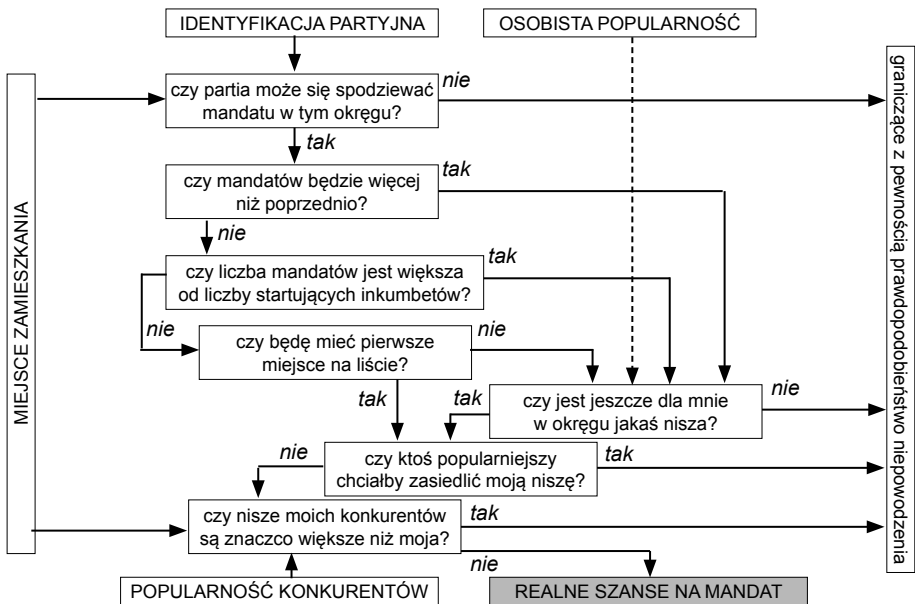 IDENTYFIKACJA PARTYJNA
OSOBISTA POPULARNOŚĆ
MIEJSCE ZAMIESZKANIA
graniczące z pewnością prawdopodobieństwo niepowodzenia
czy partia może się spodziewać
mandatu w tym okręgu?
nie
tak
czy mandatów będzie więcej
niż poprzednio?
tak
nie
czy liczba mandatów jest większa
od liczby startujących inkumbetów?
tak
nie
czy będę mieć pierwsze
miejsce na liście?
nie
tak
czy jest jeszcze dla mnie
w okręgu jakaś nisza?
nie
tak
czy ktoś popularniejszy
chciałby zasiedlić moją niszę?
tak
nie
czy nisze moich konkurentów
są znaczco większe niż moja?
tak
nie
POPULARNOŚĆ KONKURENTÓW
REALNE SZANSE NA MANDAT